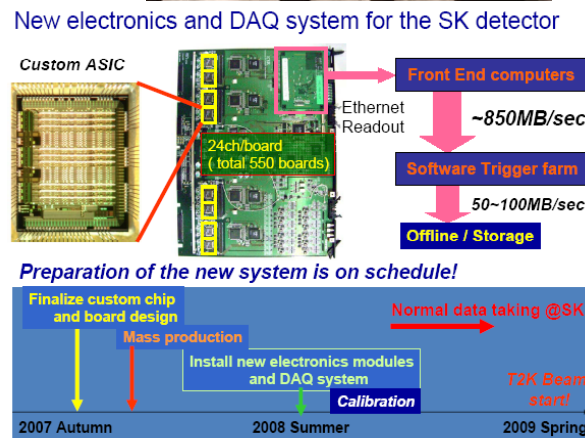 New electronics and DAQ system for the SK detector
Custom ASIC
Front End computers
Ethernet
Readout
~850MB/sec
24ch/board
( total 550 boards)
Software Trigger farm
50~100MB/sec
Offline / Storage
Preparation of the new system is on schedule!
Finalize custom chip
and board design
Normal data taking @SK
Mass production
Install new electronics modules
and DAQ system
T2K Beam
start!
Calibration
2007 Autumn
2008 Summer
2009 Spring